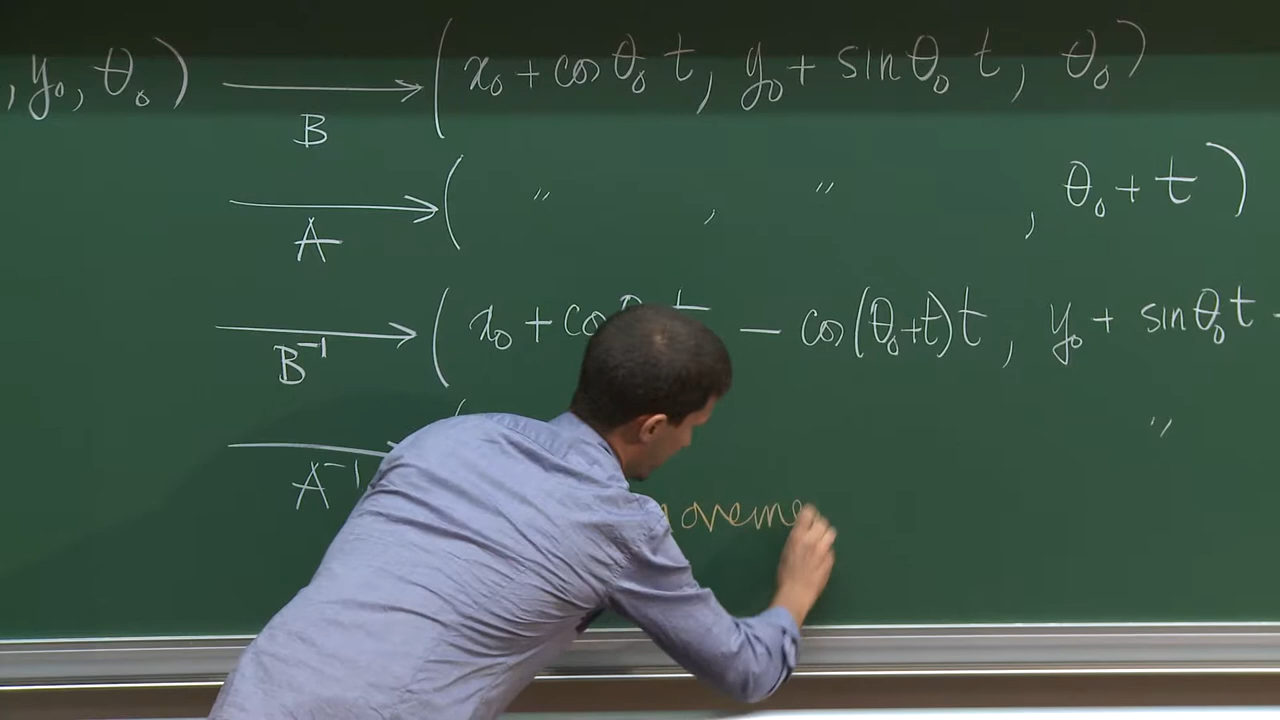 , y₀, θ₀) ⟶ B (x₀ + cos θ₀ t, y₀ + sin θ₀ t, θ₀)
⟶ A ( " , " , θ₀ + t )
⟶ B⁻¹ (x₀ + cos t − cos(θ₀+t)t, y₀ + sin θ₀ t
⟶ A⁻¹ ( "